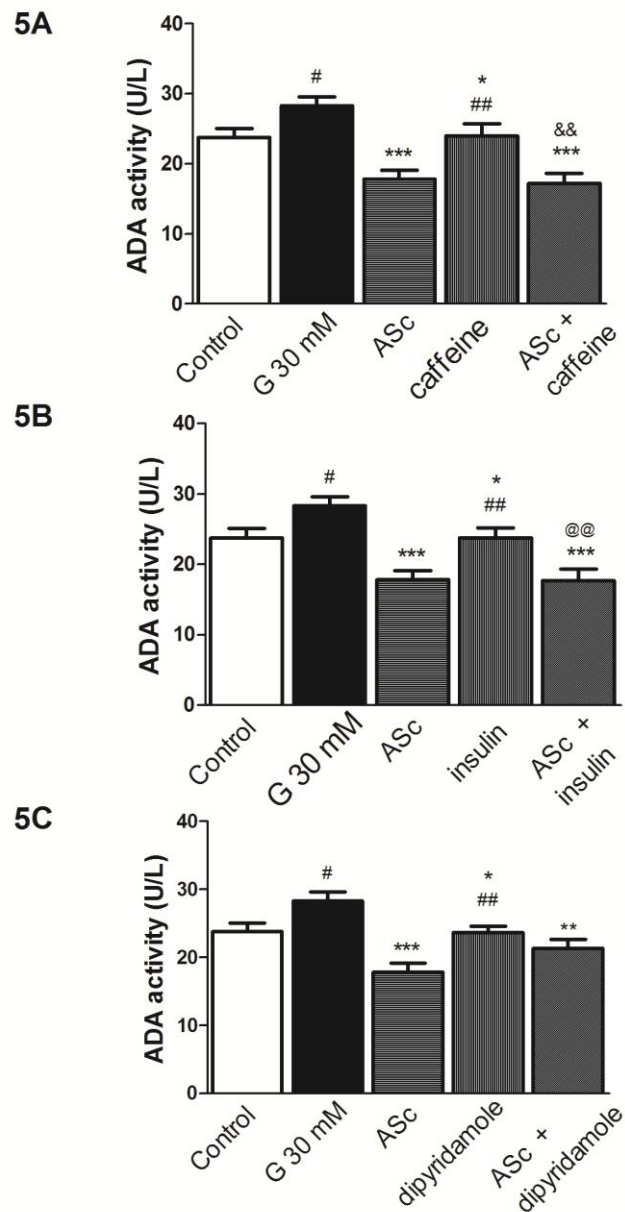 5A
ADA activity (U/L)
40
30
20
10
0
#
***
*
##
&&
***
Control
G 30 mM
ASc
caffeine
ASc +
caffeine
5B
ADA activity (U/L)
40
30
20
10
0
#
***
*
##
@@
***
Control
G 30 mM
ASc
insulin
ASc +
insulin
5C
ADA activity (U/L)
40
30
20
10
0
#
***
*
##
**
Control
G 30 mM
ASc
dipyridamole
ASc +
dipyridamole